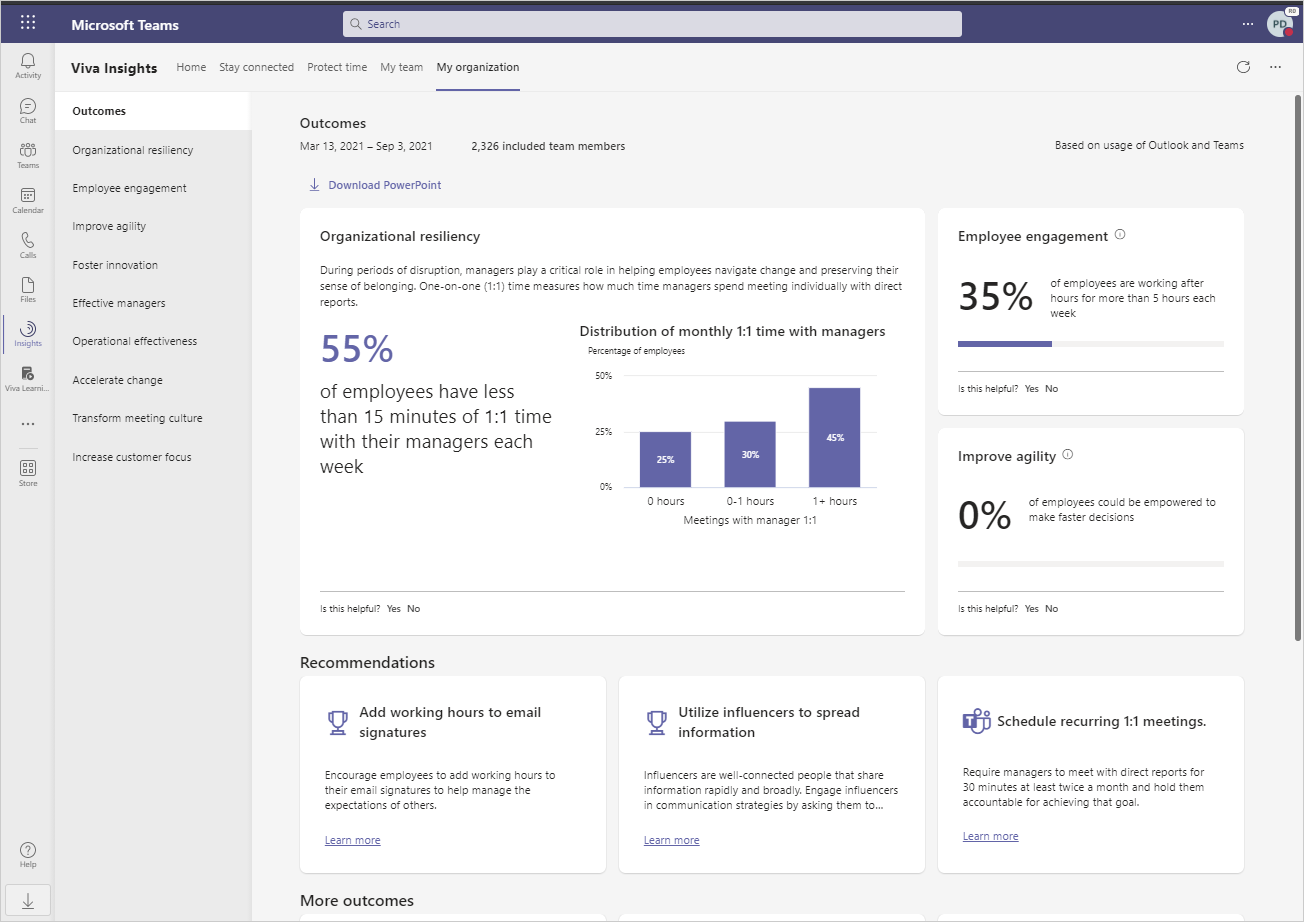 Microsoft Teams
Search
PD
RD
Activity
Chat
Teams
Calendar
Calls
Files
Insights
Viva Learni...
Store
Help
Viva Insights
Home
Stay connected
Protect time
My team
My organization
Outcomes
Organizational resiliency
Employee engagement
Improve agility
Foster innovation
Effective managers
Operational effectiveness
Accelerate change
Transform meeting culture
Increase customer focus
Outcomes
Mar 13, 2021 – Sep 3, 2021
2,326 included team members
Based on usage of Outlook and Teams
Download PowerPoint
Organizational resiliency
During periods of disruption, managers play a critical role in helping employees navigate change and preserving their
sense of belonging. One-on-one (1:1) time measures how much time managers spend meeting individually with direct
reports.
55%
of employees have less
than 15 minutes of 1:1 time
with their managers each
week
Distribution of monthly 1:1 time with managers
Percentage of employees
50%
25%
0%
25%
30%
45%
0 hours
0-1 hours
1+ hours
Meetings with manager 1:1
Is this helpful? Yes No
Employee engagement
35%
of employees are working after
hours for more than 5 hours each
week
Is this helpful? Yes No
Improve agility
0%
of employees could be empowered to
make faster decisions
Is this helpful? Yes No
Recommendations
Add working hours to email
signatures
Encourage employees to add working hours to
their email signatures to help manage the
expectations of others.
Learn more
Utilize influencers to spread
information
Influencers are well-connected people that share
information rapidly and broadly. Engage influencers
in communication strategies by asking them to...
Learn more
Schedule recurring 1:1 meetings.
Require managers to meet with direct reports for
30 minutes at least twice a month and hold them
accountable for achieving that goal.
Learn more
More outcomes